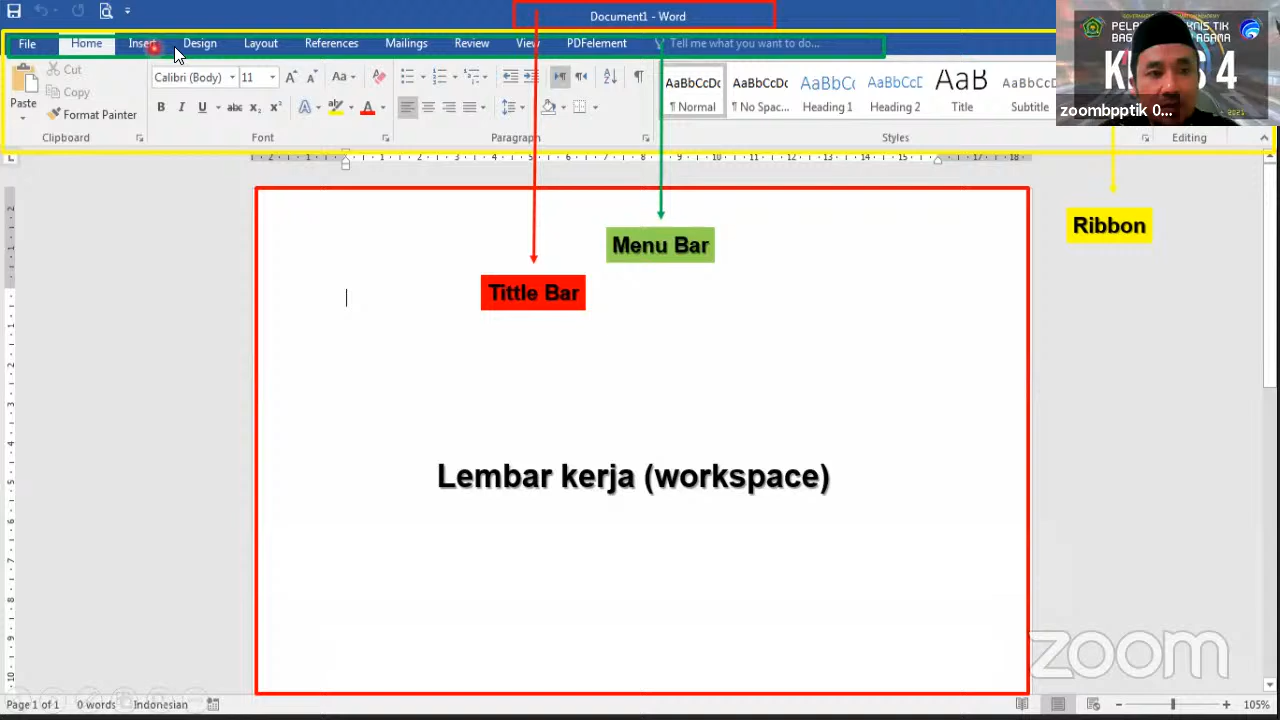 Document1 - Word
File Home Insert Design Layout References Mailings Review View PDFelement Tell me what you want to do...
Cut
Copy
Format Painter
Paste
Clipboard
Calibri (Body) 11
Font
Paragraph
AaBbCcDc AaBbCcDc AaBbC AaBbCcD AaB AaBbCcD
¶ Normal ¶ No Spac... Heading 1 Heading 2 Title Subtitle
Styles
Editing
zoombpptik 0...
Ribbon
Menu Bar
Tittle Bar
Lembar kerja (workspace)
zoom
Page 1 of 1 0 words Indonesian
105%